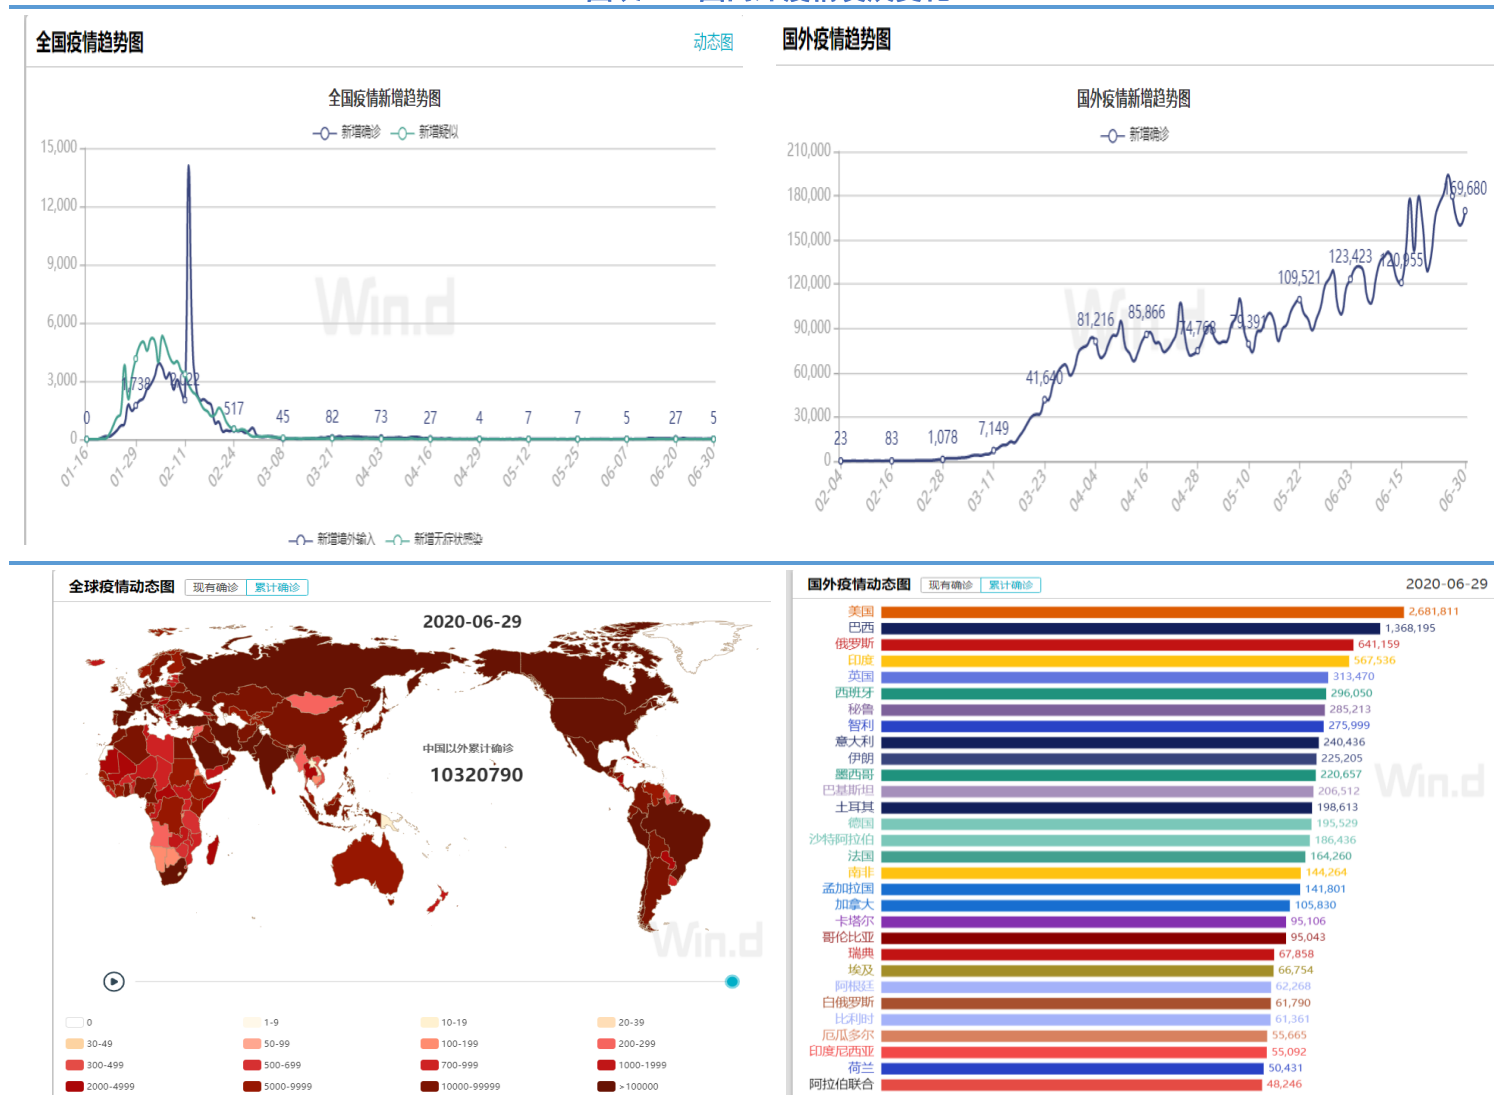 全国疫情趋势图
动态图
全国疫情新增趋势图
新增确诊 新增疑似
15,000
12,000
9,000
6,000
3,000
0
0 1,738 517 45 82 73 27 4 7 7 5 27 5
01-16 01-29 02-11 02-24 03-08 03-21 04-03 04-16 04-29 05-12 05-25 06-07 06-20 06-30
Win.d
新增境外输入 新增无症状感染
国外疫情趋势图
国外疫情新增趋势图
新增确诊
210,000
180,000
150,000
120,000
90,000
60,000
30,000
0
23 83 1,078 7,149 41,640 81,216 85,866 74,768 79,391 109,521 123,423 120,955 169,680
02-04 02-16 02-28 03-11 03-23 04-04 04-16 04-28 05-10 05-22 06-03 06-15 06-30
Win.d
全球疫情动态图 现有确诊 累计确诊
2020-06-29
中国以外累计确诊
10320790
Win.d
0 1-9 10-19 20-39
30-49 50-99 100-199 200-299
300-499 500-699 700-999 1000-1999
2000-4999 5000-9999 10000-99999 >100000
国外疫情动态图 现有确诊 累计确诊 2020-06-29
美国 2,681,811
巴西 1,368,195
俄罗斯 641,159
印度 567,536
英国 313,470
西班牙 296,050
秘鲁 285,213
智利 275,999
意大利 240,436
伊朗 225,205
墨西哥 220,657
巴基斯坦 206,512
土耳其 198,613
德国 195,529
沙特阿拉伯 186,436
法国 164,260
南非 144,264
孟加拉国 141,801
加拿大 105,830
卡塔尔 95,106
哥伦比亚 95,043
瑞典 67,858
埃及 66,754
阿根廷 62,268
白俄罗斯 61,790
比利时 61,361
厄瓜多尔 55,665
印度尼西亚 55,092
荷兰 50,431
阿拉伯联合 48,246
Win.d